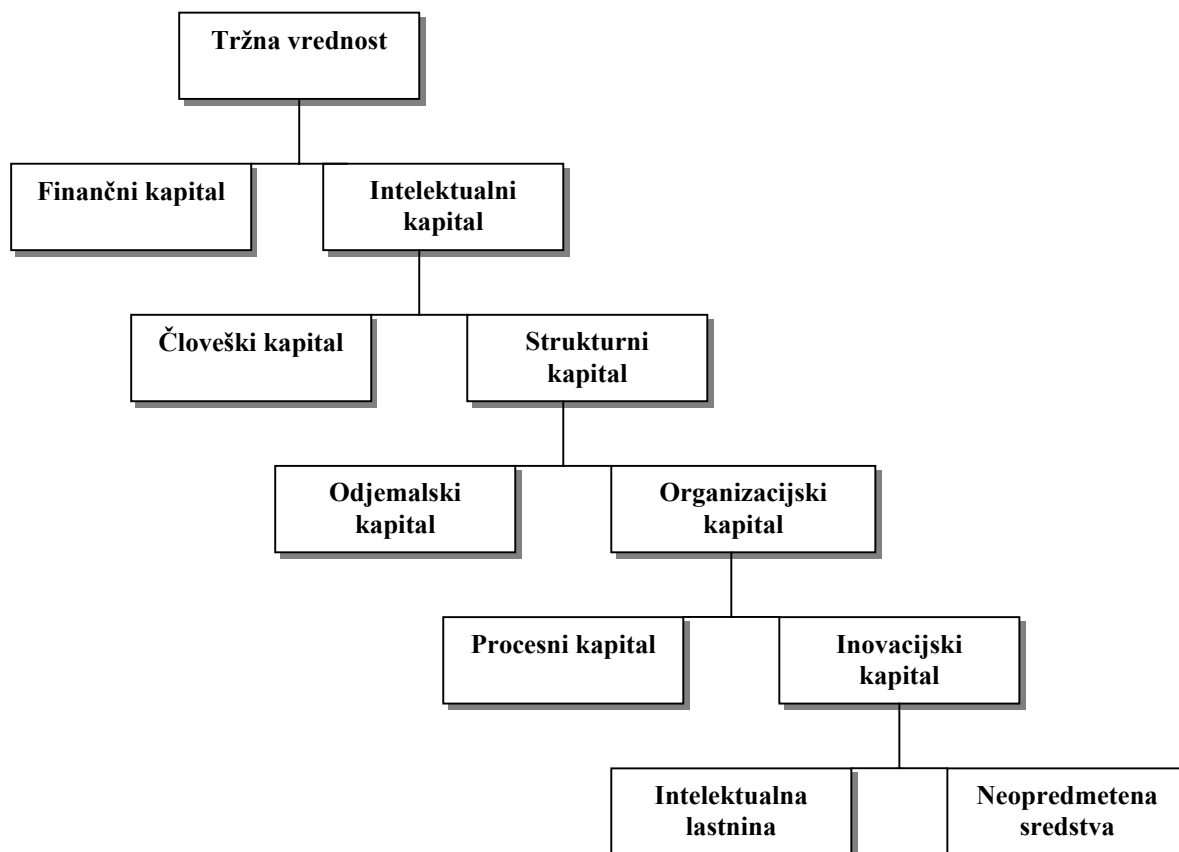 Tržna vrednost
Finančni kapital
Intelektualni
kapital
Človeški kapital
Strukturni
kapital
Odjemalski
kapital
Organizacijski
kapital
Procesni kapital
Inovacijski
kapital
Intelektualna
lastnina
Neopredmetena
sredstva